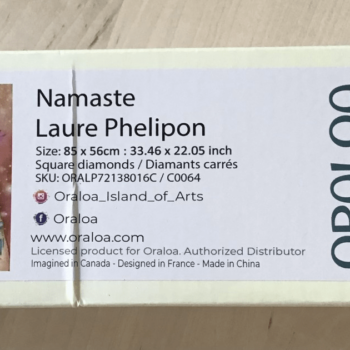 Namaste
Laure Phelipon
Size: 85 x 56cm : 33.46 x 22.05 inch
Square diamonds / Diamants carrés
SKU: ORALP72138016C / C0064
Oraloa_Island_of_Arts
Oraloa
www.oraloa.com
Licensed product for Oraloa. Authorized Distributor
Imagined in Canada - Designed in France - Made in China